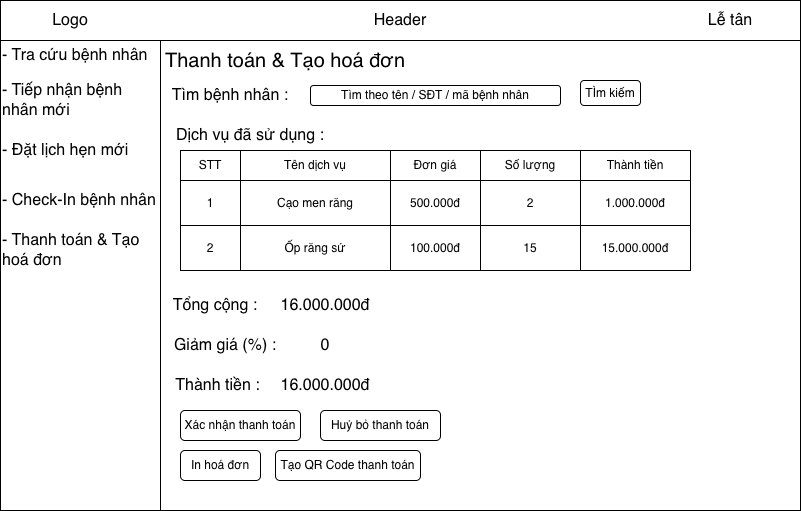 Logo
Header
Lễ tân
- Tra cứu bệnh nhân
- Tiếp nhận bệnh
nhân mới
- Đặt lịch hẹn mới
- Check-In bệnh nhân
- Thanh toán & Tạo
hoá đơn
Thanh toán & Tạo hoá đơn
Tìm bệnh nhân :
Tìm theo tên / SĐT / mã bệnh nhân
TÌm kiếm
Dịch vụ đã sử dụng :
STT Tên dịch vụ Đơn giá Số lượng Thành tiền
1 Cạo men răng 500.000đ 2 1.000.000đ
2 Ốp răng sứ 100.000đ 15 15.000.000đ
Tổng cộng : 16.000.000đ
Giảm giá (%) : 0
Thành tiền : 16.000.000đ
Xác nhận thanh toán
Huỷ bỏ thanh toán
In hoá đơn
Tạo QR Code thanh toán